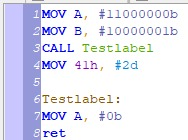 1 MOV A, #11000000b
2 MOV B, #10000001b
3 CALL Testlabel
4 MOV 41h, #2d
5
6 Testlabel:
7 MOV A, #0b
8 ret